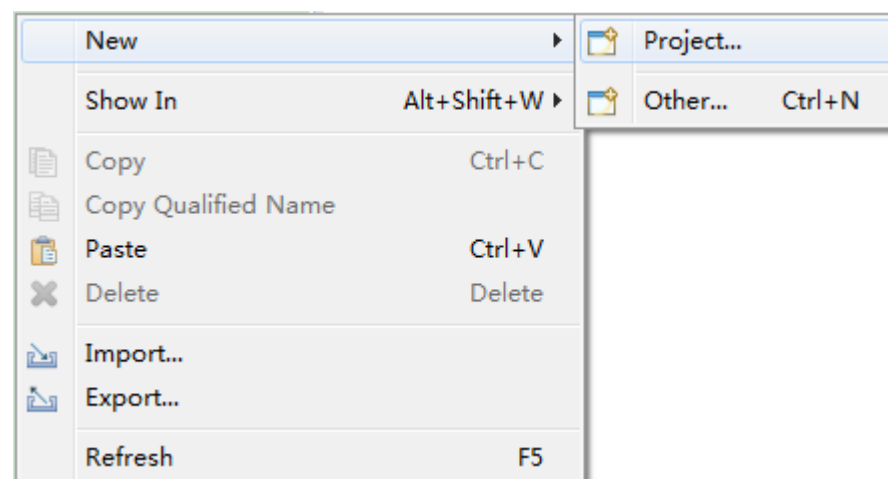 New
Project...
Show In Alt+Shift+W
Other... Ctrl+N
Copy Ctrl+C
Copy Qualified Name
Paste Ctrl+V
Delete Delete
Import...
Export...
Refresh F5